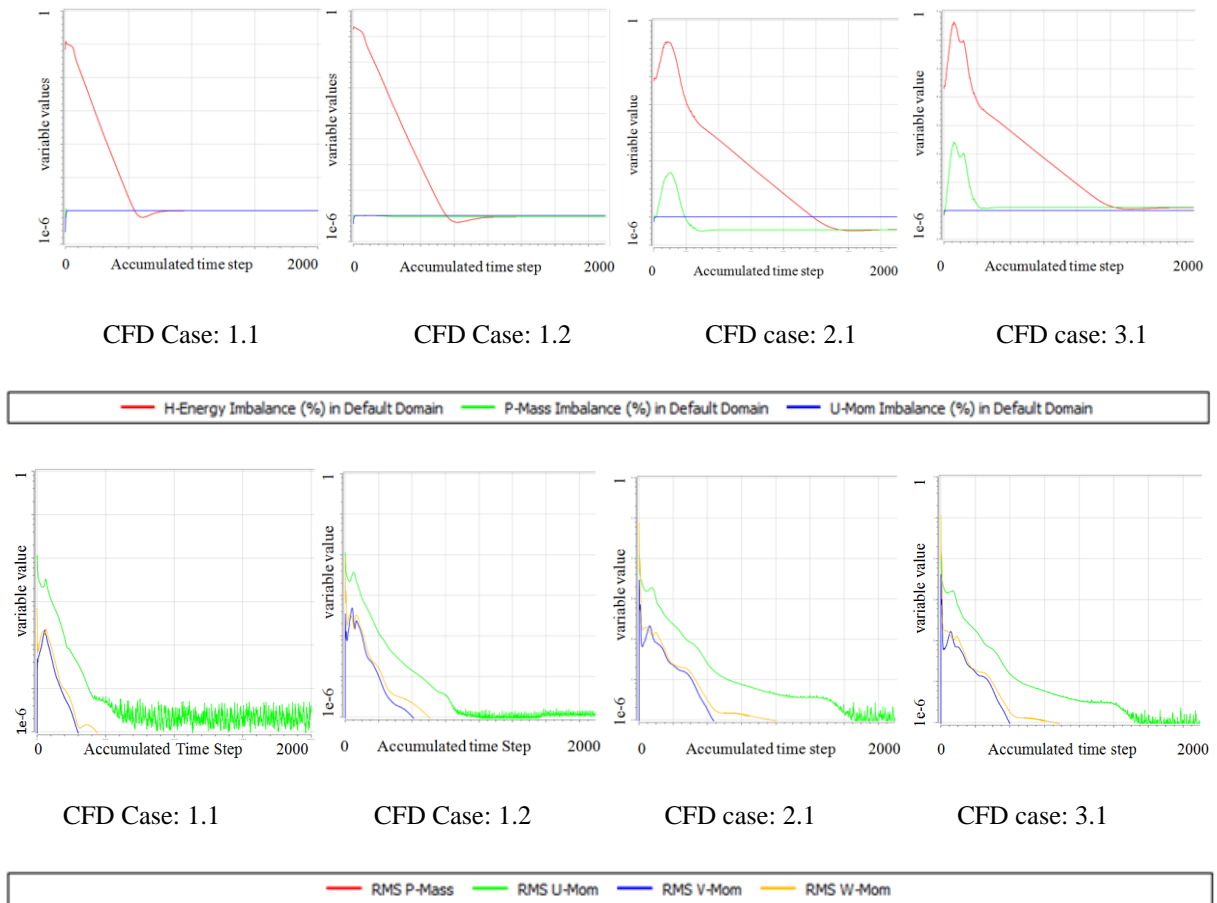 1
variable values
1e-6
0
Accumulated time step
2000
1
variable values
1e-6
0
Accumulated time step
2000
1
variable value
1e-6
0
Accumulated time step
2000
1
variable value
1e-6
0
Accumulated time step
2000
CFD Case: 1.1
CFD Case: 1.2
CFD case: 2.1
CFD case: 3.1
H-Energy Imbalance (%) in Default Domain
P-Mass Imbalance (%) in Default Domain
U-Mom Imbalance (%) in Default Domain
1
variable value
1e-6
0
Accumulated Time Step
2000
1
variable value
1e-6
0
Accumulated time Step
2000
1
variable value
1e-6
0
Accumulated time step
2000
1
variable value
1e-6
0
Accumulated time step
2000
CFD Case: 1.1
CFD Case: 1.2
CFD case: 2.1
CFD case: 3.1
RMS P-Mass
RMS U-Mom
RMS V-Mom
RMS W-Mom